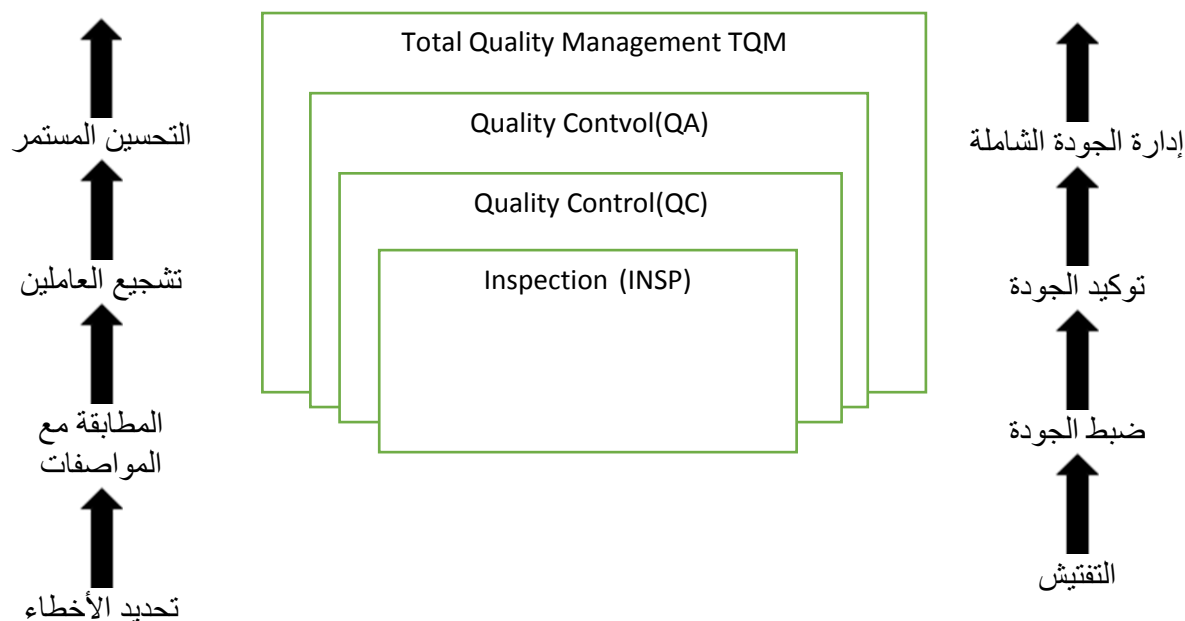 Total Quality Management TQM
Quality Contvol(QA)
Quality Control(QC)
Inspection (INSP)
إدارة الجودة الشاملة
توكيد الجودة
ضبط الجودة
التفتيش
التحسين المستمر
تشجيع العاملين
المطابقة مع
المواصفات
تحديد الأخطاء